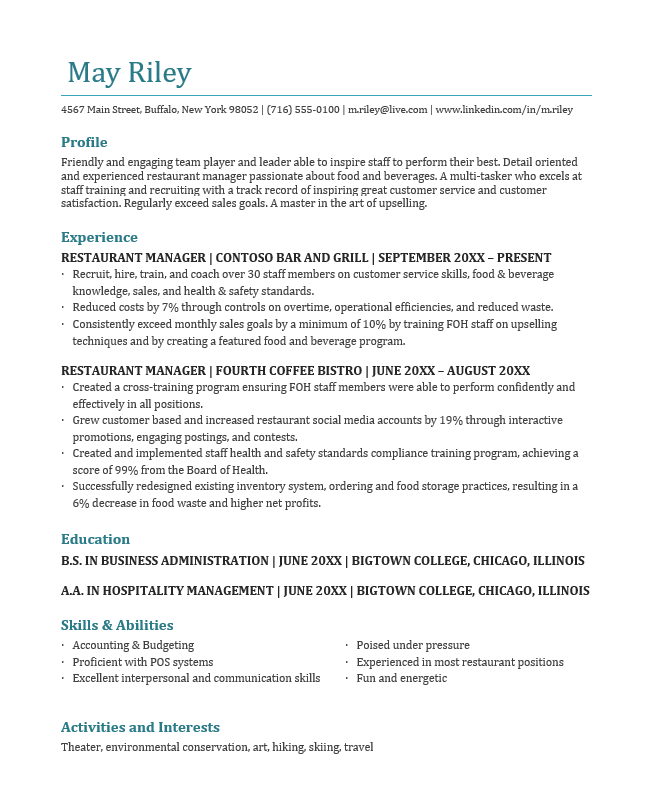 May Riley
4567 Main Street, Buffalo, New York 98052 | (716) 555-0100 | m.riley@live.com | www.linkedin.com/in/m.riley
Profile
Friendly and engaging team player and leader able to inspire staff to perform their best. Detail oriented
and experienced restaurant manager passionate about food and beverages. A multi-tasker who excels at
staff training and recruiting with a track record of inspiring great customer service and customer
satisfaction. Regularly exceed sales goals. A master in the art of upselling.
Experience
RESTAURANT MANAGER | CONTOSO BAR AND GRILL | SEPTEMBER 20XX – PRESENT
· Recruit, hire, train, and coach over 30 staff members on customer service skills, food & beverage
knowledge, sales, and health & safety standards.
· Reduced costs by 7% through controls on overtime, operational efficiencies, and reduced waste.
· Consistently exceed monthly sales goals by a minimum of 10% by training FOH staff on upselling
techniques and by creating a featured food and beverage program.
RESTAURANT MANAGER | FOURTH COFFEE BISTRO | JUNE 20XX – AUGUST 20XX
· Created a cross-training program ensuring FOH staff members were able to perform confidently and
effectively in all positions.
· Grew customer based and increased restaurant social media accounts by 19% through interactive
promotions, engaging postings, and contests.
· Created and implemented staff health and safety standards compliance training program, achieving a
score of 99% from the Board of Health.
· Successfully redesigned existing inventory system, ordering and food storage practices, resulting in a
6% decrease in food waste and higher net profits.
Education
B.S. IN BUSINESS ADMINISTRATION | JUNE 20XX | BIGTOWN COLLEGE, CHICAGO, ILLINOIS
A.A. IN HOSPITALITY MANAGEMENT | JUNE 20XX | BIGTOWN COLLEGE, CHICAGO, ILLINOIS
Skills & Abilities
· Accounting & Budgeting
· Proficient with POS systems
· Excellent interpersonal and communication skills
· Poised under pressure
· Experienced in most restaurant positions
· Fun and energetic
Activities and Interests
Theater, environmental conservation, art, hiking, skiing, travel